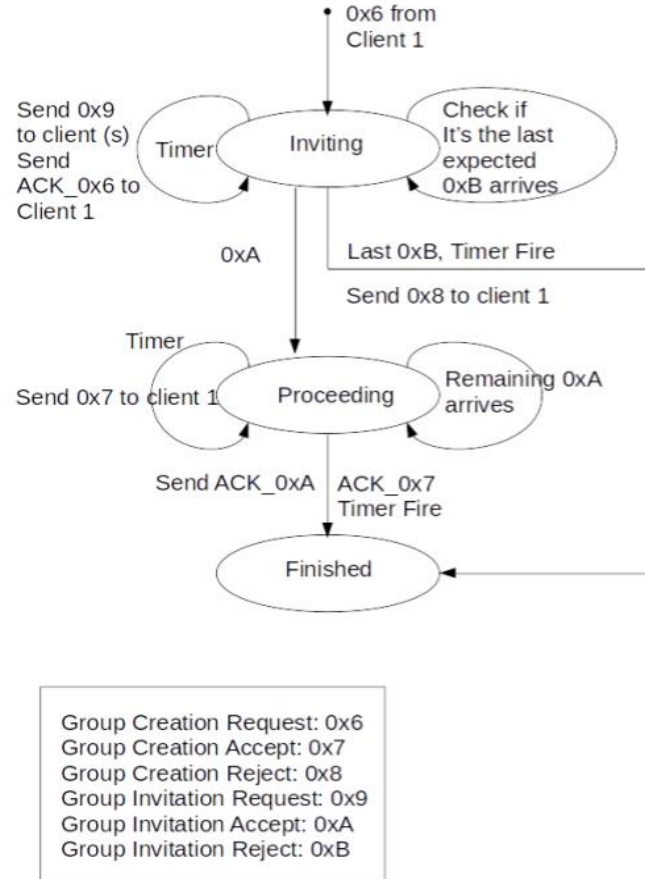 0x6 from
Client 1
Send 0x9
to client (s)
Send
ACK_0x6 to
Client 1
Timer
Inviting
Check if
It's the last
expected
0xB arrives
0xA
Last 0xB, Timer Fire
Send 0x8 to client 1
Timer
Send 0x7 to client 1
Proceeding
Remaining 0xA
arrives
Send ACK_0xA
ACK_0x7
Timer Fire
Finished
Group Creation Request: 0x6
Group Creation Accept: 0x7
Group Creation Reject: 0x8
Group Invitation Request: 0x9
Group Invitation Accept: 0xA
Group Invitation Reject: 0xB